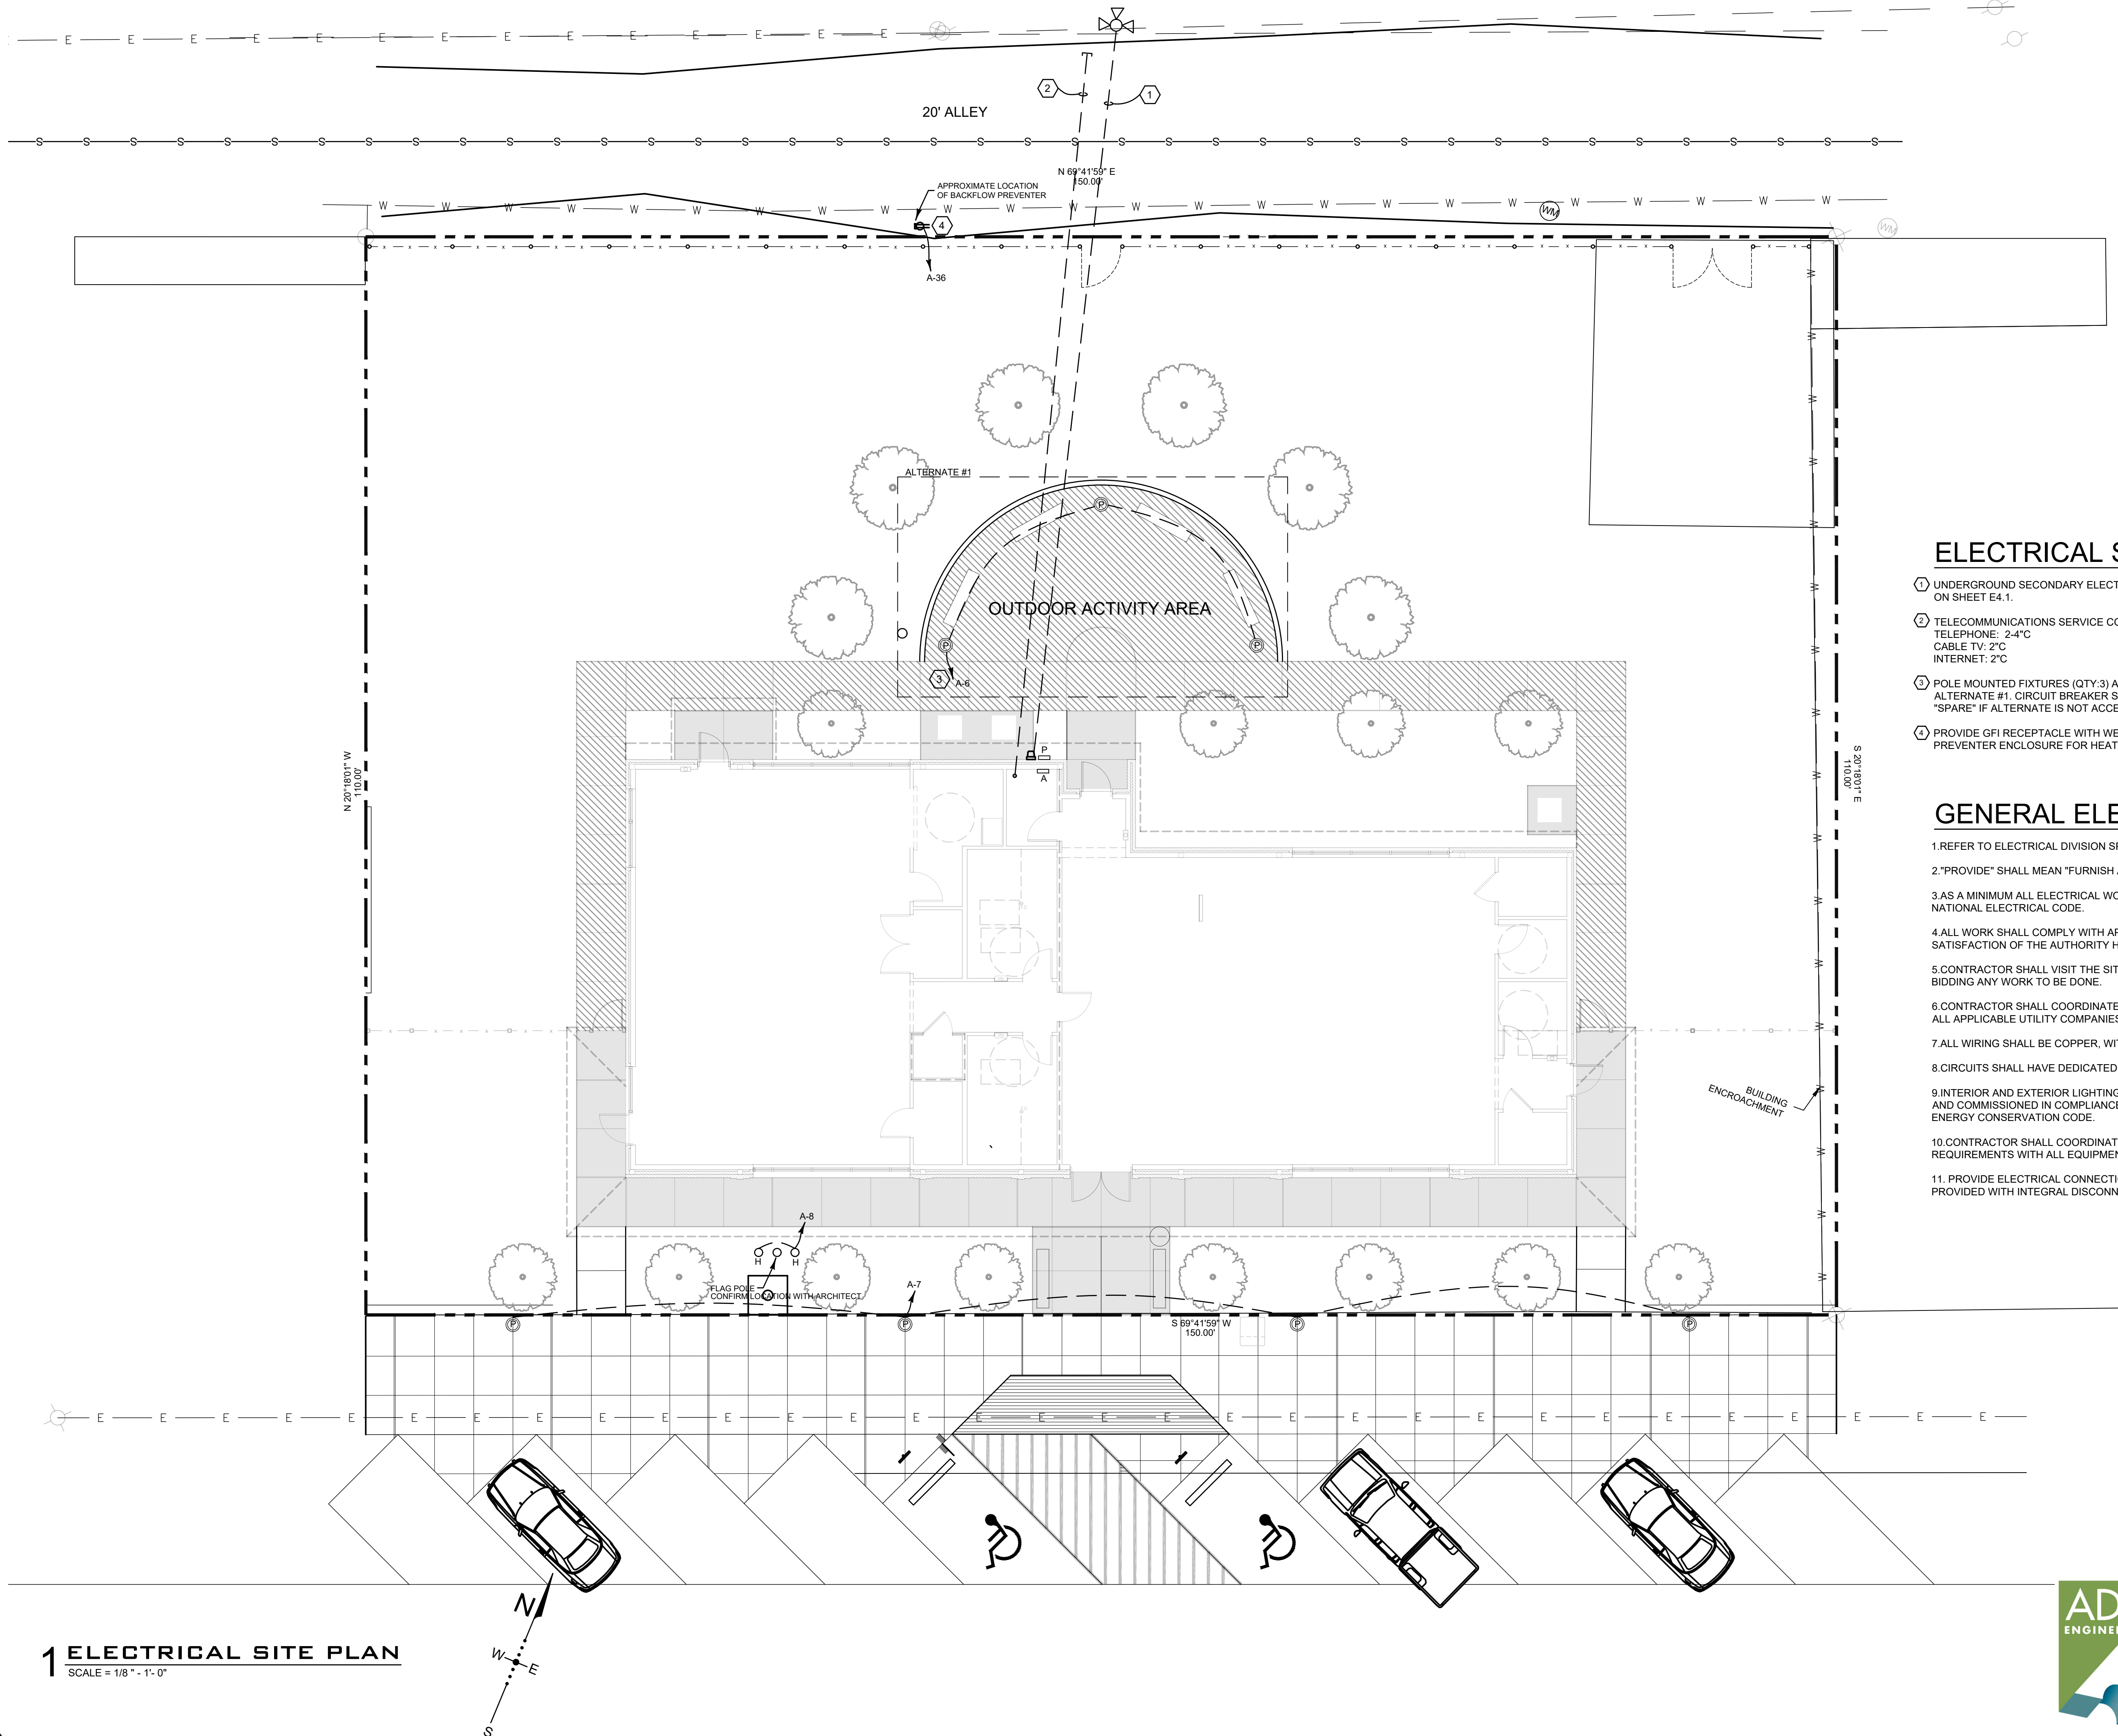 E E E E E E E E E E E E E E
2
1
20' ALLEY
S S S S S S S S S S S S S S S S S S S S S S S S S S S S S S S S S S S S S S S S
N 69°41'59" E
150.00'
APPROXIMATE LOCATION
OF BACKFLOW PREVENTER
W W W W W W W W W W W W W W W W W W W W W W W W
WM
WM
4
A-36
ALTERNATE #1
P
OUTDOOR ACTIVITY AREA
P
P
3
A-6
P
A
N 20°18'01" W
110.00'
S 20°18'01" E
110.00'
W W W W W W W W W W W W W W W W
BUILDING
ENCROACHMENT
A-8
H
H
FLAG POLE
CONFIRM LOCATION WITH ARCHITECT
A-7
S 69°41'59" W
150.00'
P
P
P
P
E E E E E E E E E E E E E E E E E E E E E E E E E E E E E E E
ELECTRICAL S
1 UNDERGROUND SECONDARY ELECT
ON SHEET E4.1.
2 TELECOMMUNICATIONS SERVICE CO
TELEPHONE: 2-4"C
CABLE TV: 2"C
INTERNET: 2"C
3 POLE MOUNTED FIXTURES (QTY:3) A
ALTERNATE #1. CIRCUIT BREAKER S
"SPARE" IF ALTERNATE IS NOT ACCE
4 PROVIDE GFI RECEPTACLE WITH WE
PREVENTER ENCLOSURE FOR HEAT
GENERAL ELE
1.REFER TO ELECTRICAL DIVISION SP
2."PROVIDE" SHALL MEAN "FURNISH A
3.AS A MINIMUM ALL ELECTRICAL WO
NATIONAL ELECTRICAL CODE.
4.ALL WORK SHALL COMPLY WITH AP
SATISFACTION OF THE AUTHORITY H
5.CONTRACTOR SHALL VISIT THE SIT
BIDDING ANY WORK TO BE DONE.
6.CONTRACTOR SHALL COORDINATE
ALL APPLICABLE UTILITY COMPANIES
7.ALL WIRING SHALL BE COPPER, WIT
8.CIRCUITS SHALL HAVE DEDICATED
9.INTERIOR AND EXTERIOR LIGHTING
AND COMMISSIONED IN COMPLIANCE
ENERGY CONSERVATION CODE.
10.CONTRACTOR SHALL COORDINAT
REQUIREMENTS WITH ALL EQUIPMEN
11. PROVIDE ELECTRICAL CONNECTI
PROVIDED WITH INTEGRAL DISCONN
N
W
E
S
1 ELECTRICAL SITE PLAN
SCALE = 1/8 " - 1'- 0"
AD
ENGINE